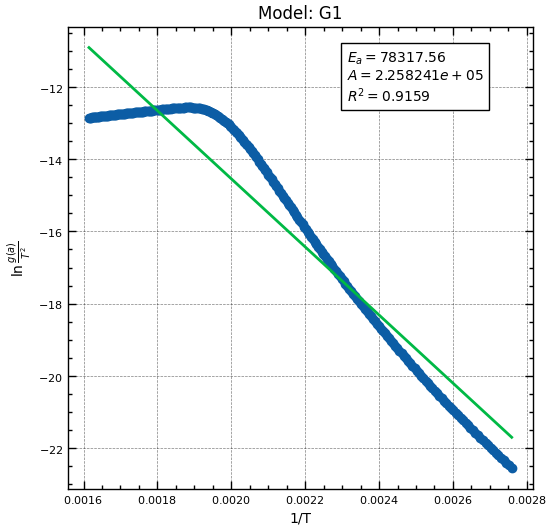 Model: G1
E_a = 78317.56
A = 2.258241e + 05
R^2 = 0.9159
−12
−14
−16
−18
−20
−22
ln g(a)/T^2
0.0016 0.0018 0.0020 0.0022 0.0024 0.0026 0.0028
1/T